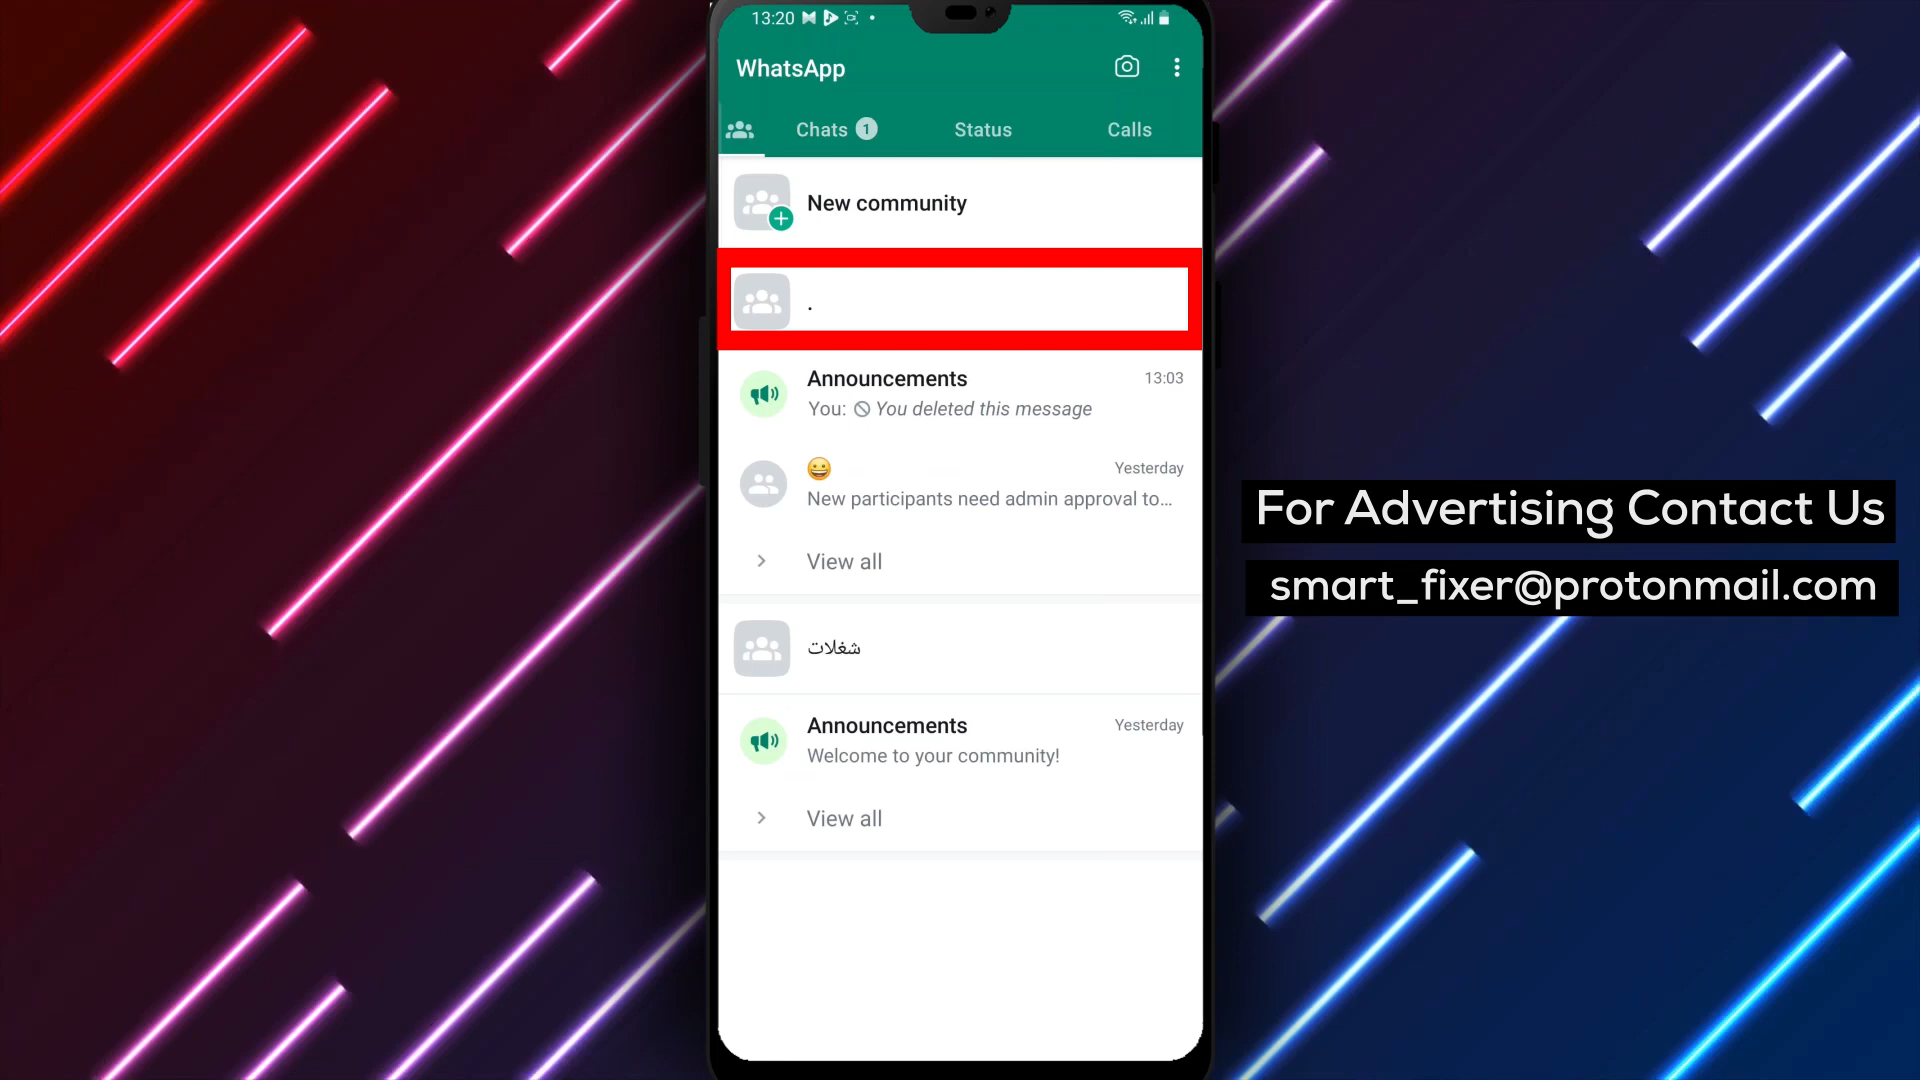 13:20
WhatsApp
Chats 1 Status Calls
New community
.
Announcements 13:03
You: You deleted this message
😀 Yesterday
New participants need admin approval to...
View all
شغلات
Announcements Yesterday
Welcome to your community!
View all
For Advertising Contact Us
smart_fixer@protonmail.com